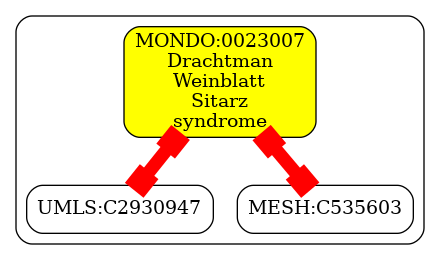 MONDO:0023007
Drachtman
Weinblatt
Sitarz
syndrome
UMLS:C2930947
MESH:C535603